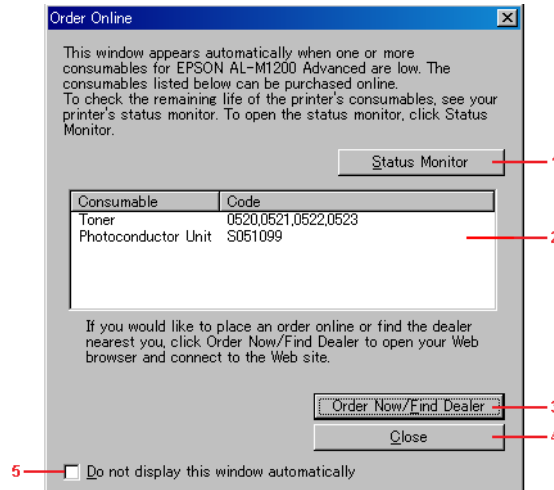 Order Online
This window appears automatically when one or more
consumables for EPSON AL-M1200 Advanced are low. The
consumables listed below can be purchased online.
To check the remaining life of the printer's consumables, see your
printer's status monitor. To open the status monitor, click Status
Monitor.
Status Monitor
1
Consumable Code
Toner 0520,0521,0522,0523
Photoconductor Unit S051099
2
If you would like to place an order online or find the dealer
nearest you, click Order Now/Find Dealer to open your Web
browser and connect to the Web site.
Order Now/Find Dealer
3
Close
4
5
Do not display this window automatically